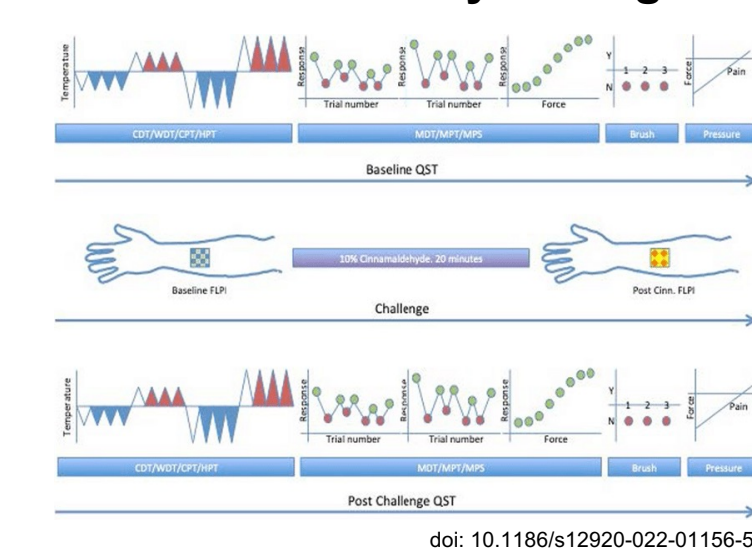 Temperature
Response
Trial number
Response
Trial number
Response
Force
Y
N
1 2 3
Force
Pain
CDT/WDT/CPT/HPT
MDT/MPT/MPS
Brush
Pressure
Baseline QST
Baseline FLPI
10% Cinnamaldehyde. 20 minutes
Post Cinn. FLPI
Challenge
Temperature
Response
Trial number
Response
Trial number
Response
Force
Y
N
1 2 3
Force
Pain
CDT/WDT/CPT/HPT
MDT/MPT/MPS
Brush
Pressure
Post Challenge QST
doi: 10.1186/s12920-022-01156-5